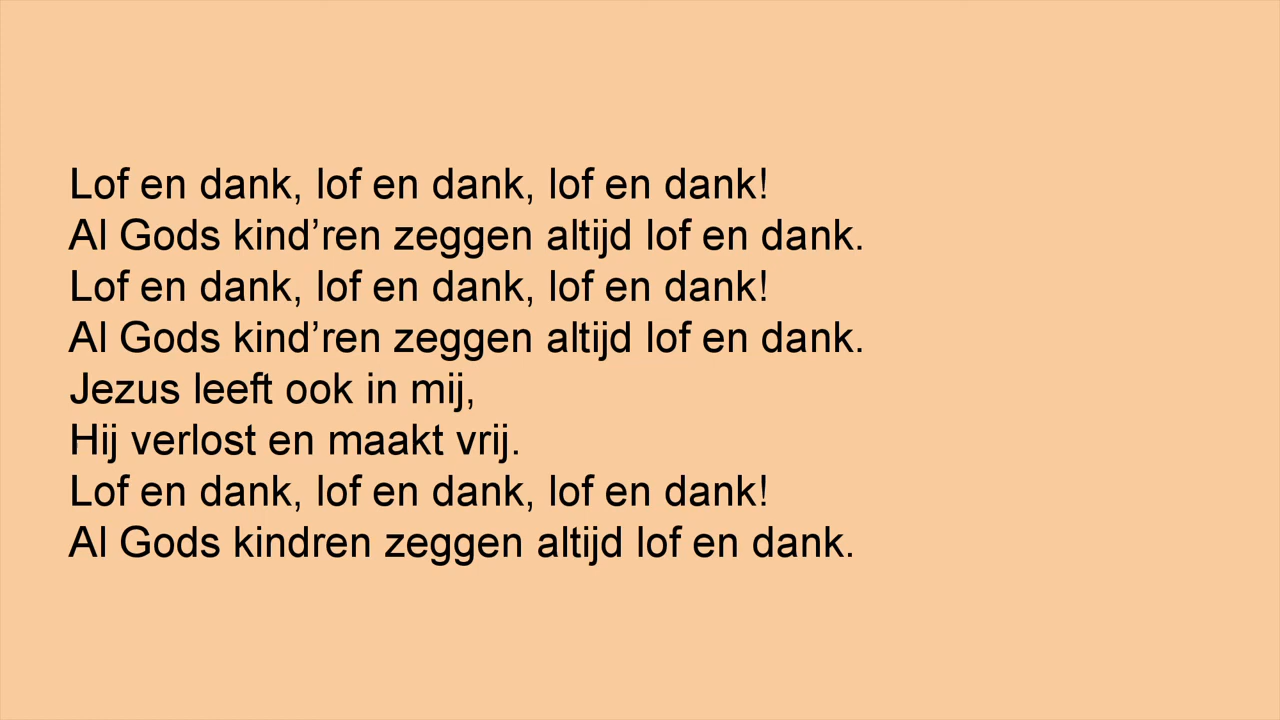 Lof en dank, lof en dank, lof en dank!
Al Gods kind’ren zeggen altijd lof en dank.
Lof en dank, lof en dank, lof en dank!
Al Gods kind’ren zeggen altijd lof en dank.
Jezus leeft ook in mij,
Hij verlost en maakt vrij.
Lof en dank, lof en dank, lof en dank!
Al Gods kindren zeggen altijd lof en dank.